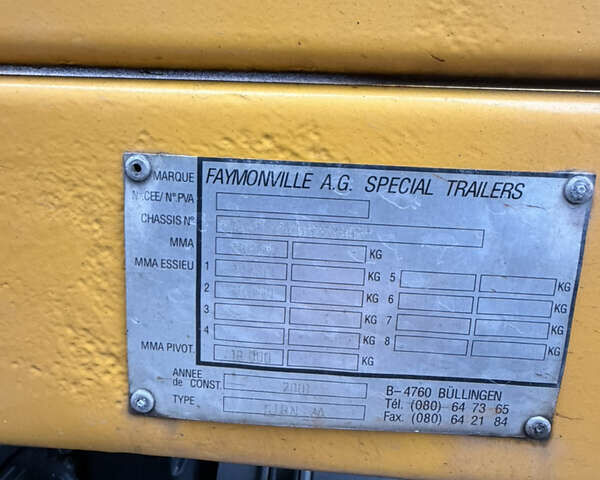 MARQUE FAYMONVILLE A.G. SPECIAL TRAILERS
N°CEE/N°PVA
CHASSIS N°
MMA KG
MMA ESSIEU 1 KG 5 KG
2 KG 6 KG
3 KG 7 KG
4 KG 8 KG
MMA PIVOT. KG
ANNEE
de CONST. B-4760 BÜLLINGEN
TYPE Tél. (080) 64 73 65
Fax. (080) 64 21 84